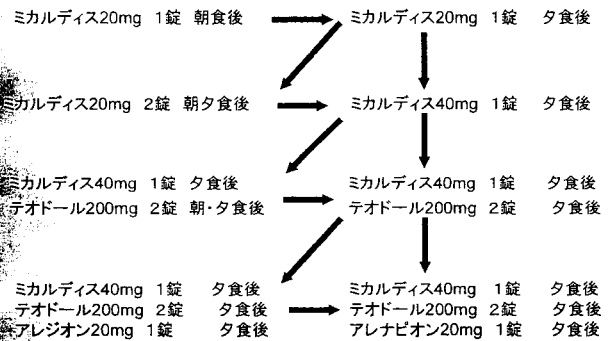 ミカルディス20mg 1錠 朝食後
ミカルディス20mg 1錠 夕食後
ミカルディス20mg 2錠 朝夕食後
ミカルディス40mg 1錠 夕食後
ミカルディス40mg 1錠 夕食後
テオドール200mg 2錠 朝・夕食後
ミカルディス40mg 1錠 夕食後
テオドール200mg 2錠 夕食後
ミカルディス40mg 1錠 夕食後
テオドール200mg 2錠 夕食後
アレジオン20mg 1錠 夕食後
ミカルディス40mg 1錠 夕食後
テオドール200mg 2錠 夕食後
アレナビオン20mg 1錠 夕食後